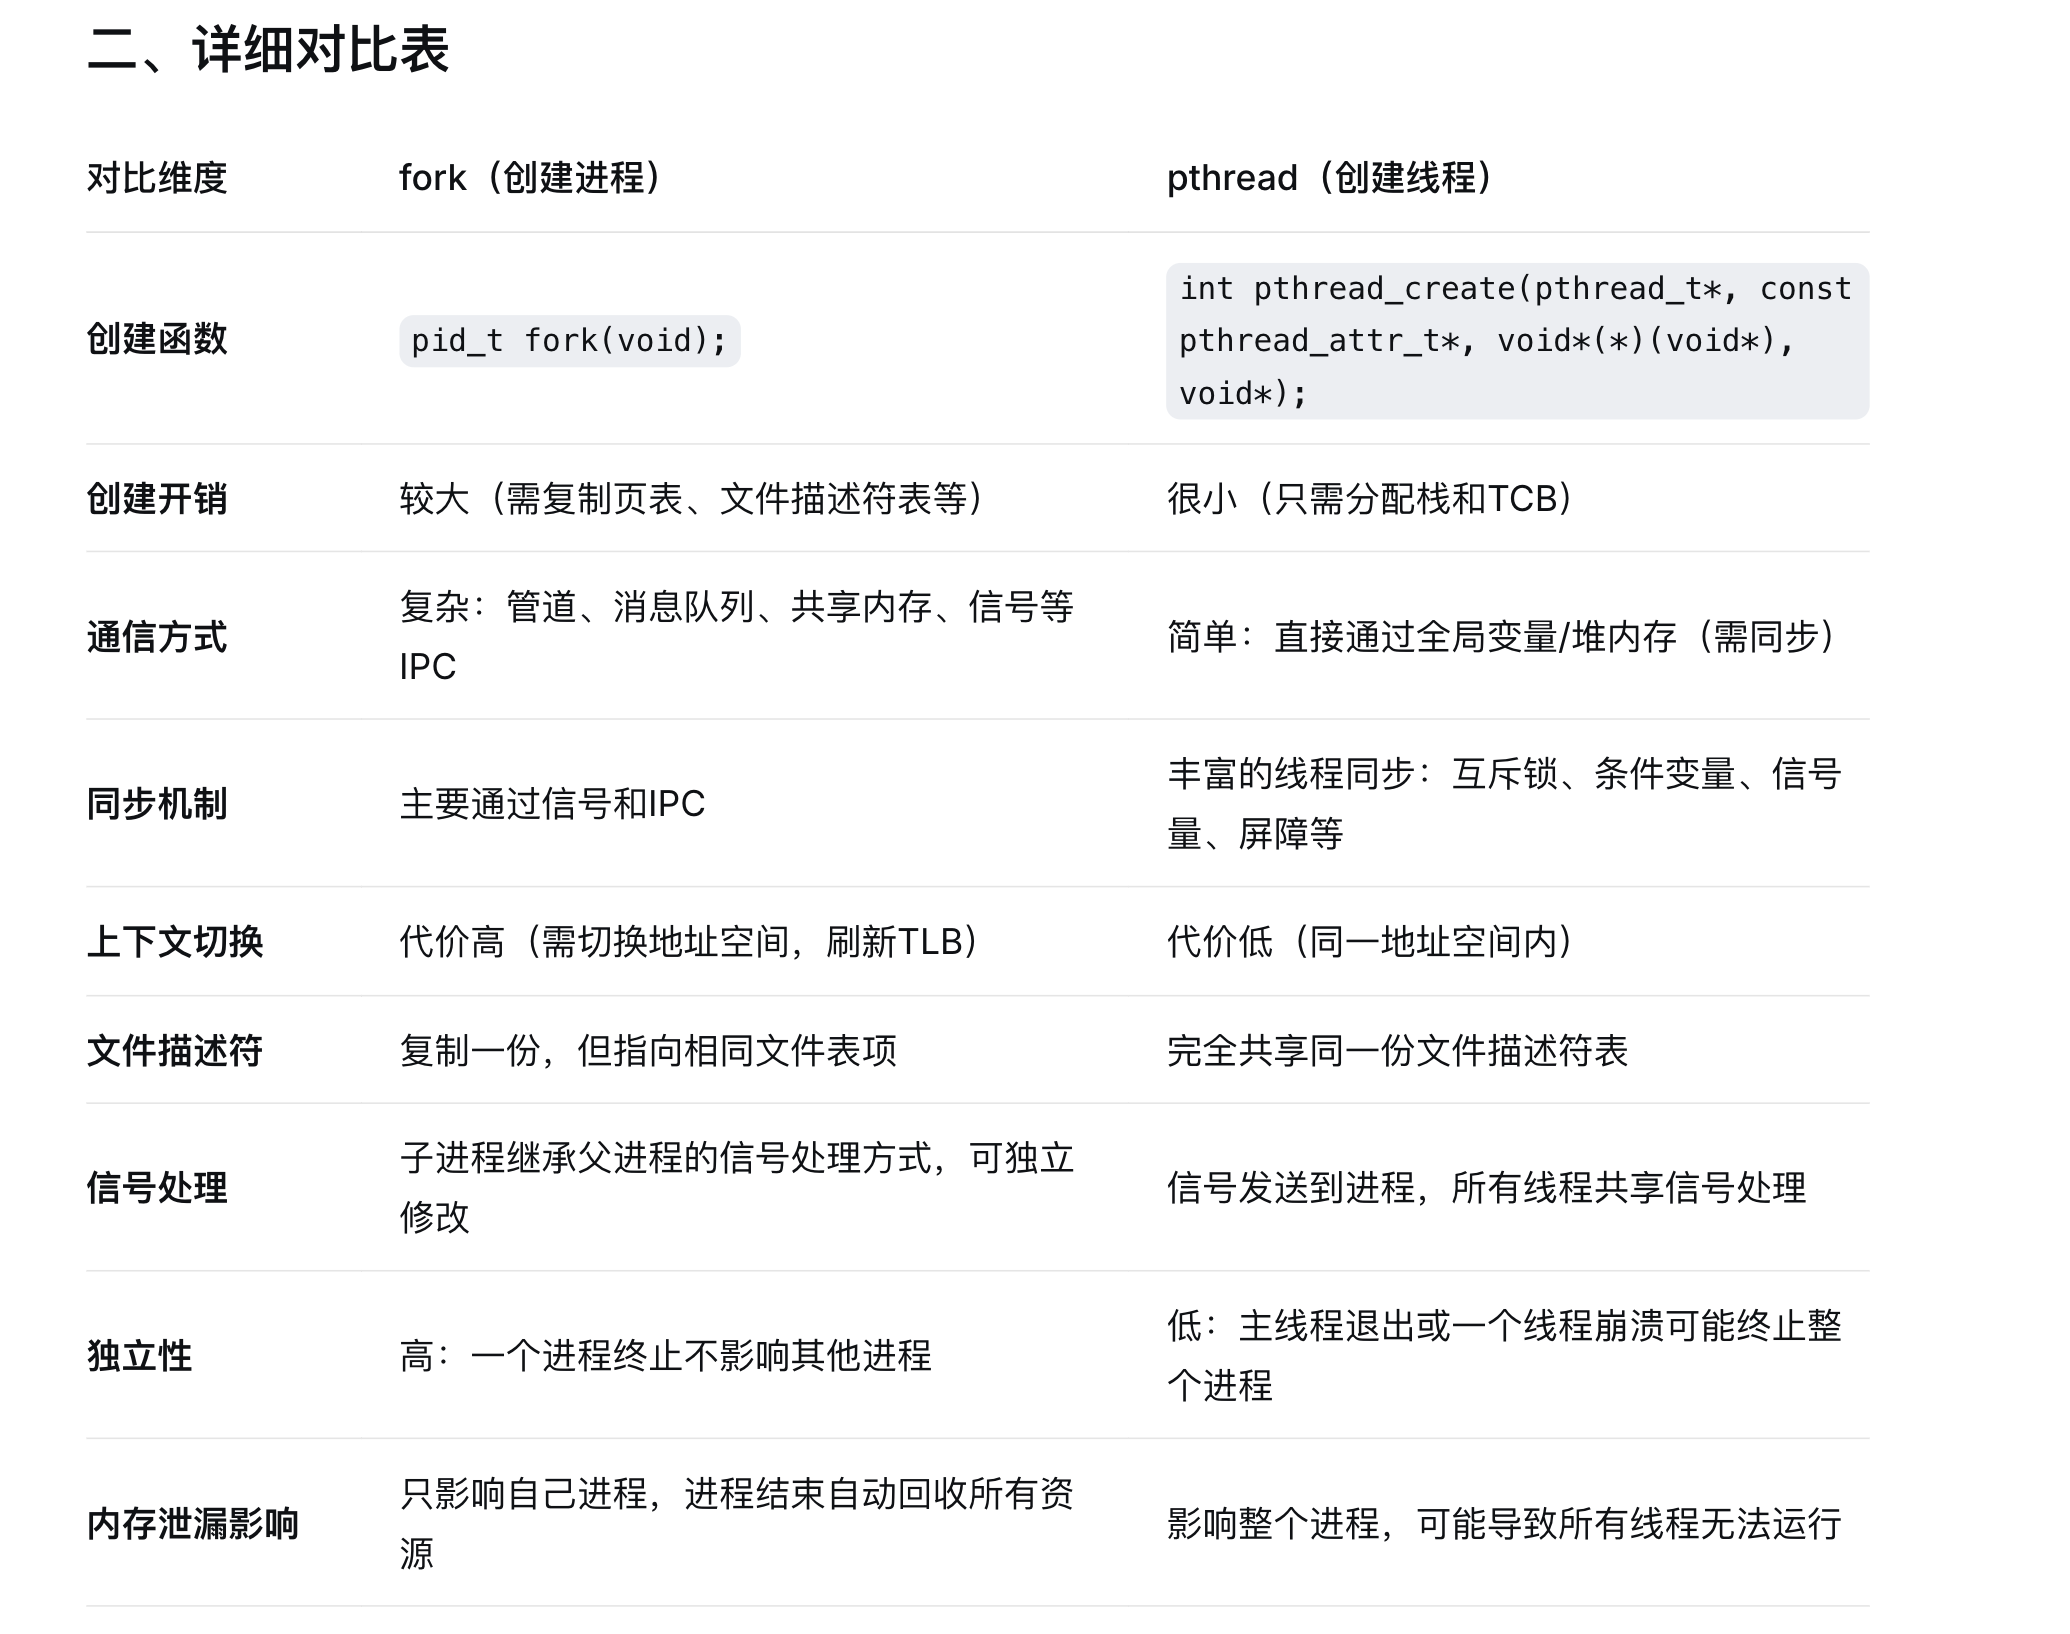 二、详细对比表
对比维度
fork（创建进程）
pthread（创建线程）
创建函数
pid_t fork(void);
int pthread_create(pthread_t*, const
pthread_attr_t*, void*(*)(void*),
void*);
创建开销
较大（需复制页表、文件描述符表等）
很小（只需分配栈和TCB）
通信方式
复杂：管道、消息队列、共享内存、信号等
IPC
简单：直接通过全局变量/堆内存（需同步）
同步机制
主要通过信号和IPC
丰富的线程同步：互斥锁、条件变量、信号
量、屏障等
上下文切换
代价高（需切换地址空间，刷新TLB）
代价低（同一地址空间内）
文件描述符
复制一份，但指向相同文件表项
完全共享同一份文件描述符表
信号处理
子进程继承父进程的信号处理方式，可独立
修改
信号发送到进程，所有线程共享信号处理
独立性
高：一个进程终止不影响其他进程
低：主线程退出或一个线程崩溃可能终止整
个进程
内存泄漏影响
只影响自己进程，进程结束自动回收所有资
源
影响整个进程，可能导致所有线程无法运行